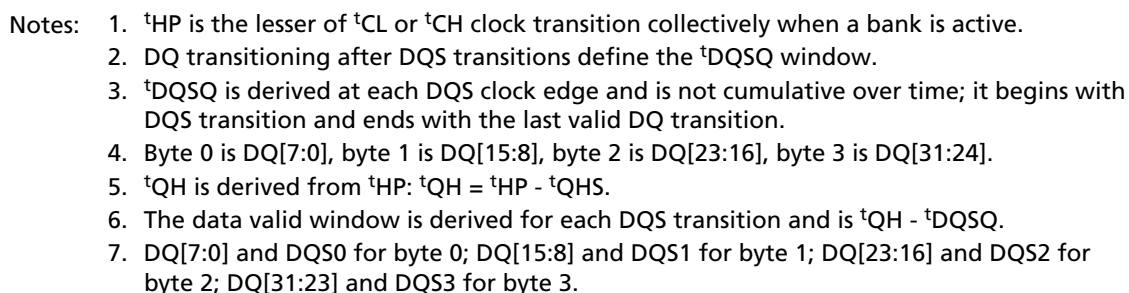 Notes: 1. ᵗHP is the lesser of ᵗCL or ᵗCH clock transition collectively when a bank is active.
2. DQ transitioning after DQS transitions define the ᵗDQSQ window.
3. ᵗDQSQ is derived at each DQS clock edge and is not cumulative over time; it begins with
DQS transition and ends with the last valid DQ transition.
4. Byte 0 is DQ[7:0], byte 1 is DQ[15:8], byte 2 is DQ[23:16], byte 3 is DQ[31:24].
5. ᵗQH is derived from ᵗHP: ᵗQH = ᵗHP - ᵗQHS.
6. The data valid window is derived for each DQS transition and is ᵗQH - ᵗDQSQ.
7. DQ[7:0] and DQS0 for byte 0; DQ[15:8] and DQS1 for byte 1; DQ[23:16] and DQS2 for
byte 2; DQ[31:23] and DQS3 for byte 3.